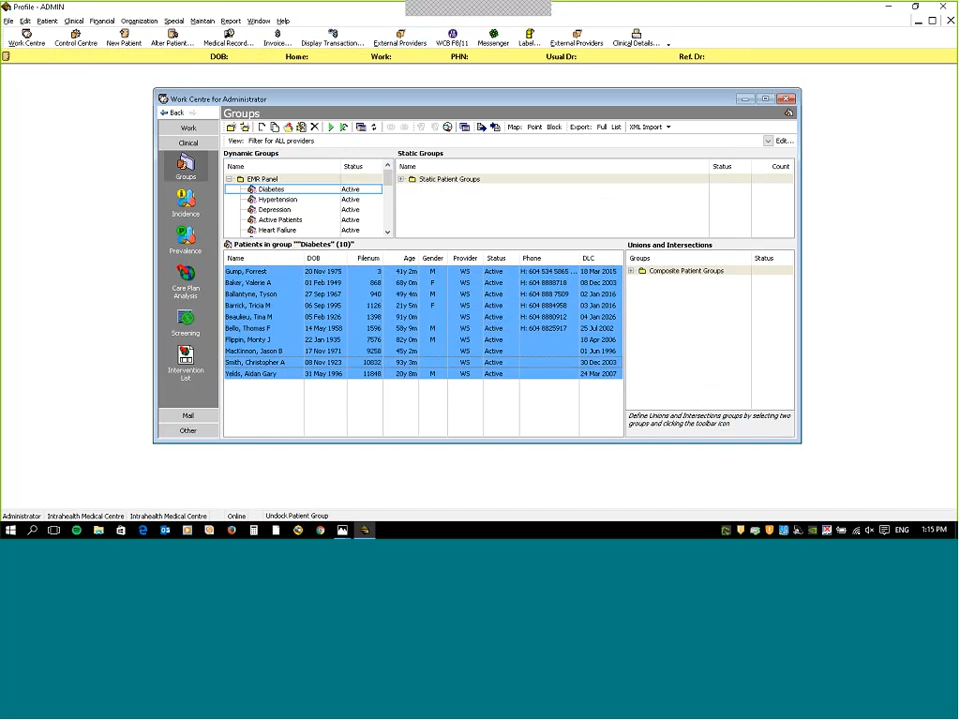 Profile - ADMIN
File Edit Patient Clinical Financial Organization Special Maintain Report Window Help
Work Centre Control Centre New Patient Alter Patient... Medical Record... Invoice... Display Transaction... External Providers WCB F8/11 Messenger Label... External Providers Clinical Details...
DOB: Home: Work: PHN: Usual Dr: Ref. Dr:
Work Centre for Administrator
Back Groups
Work Map: Point Block Export: Full List XML Import
Clinical View: Filter for ALL providers Edit...
Dynamic Groups Static Groups
Name Status Name Status Count
EMR Panel Static Patient Groups
Groups
Diabetes Active
Hypertension Active
Depression Active
Incidence Active Patients Active
Heart Failure Active
Patients in group ""Diabetes" (10)" Unions and Intersections
Prevalence Name DOB Filenum Age Gender Provider Status Phone DLC Groups Status
Gump, Forrest 20 Nov 1975 3 41y 2m M WS Active H: 604 534 5865 ... 18 Mar 2015 Composite Patient Groups
Baker, Valerie A 01 Feb 1949 868 68y 0m F WS Active H: 604 8888718 08 Dec 2003
Care Plan Analysis Ballantyne, Tyson 27 Sep 1967 940 49y 4m M WS Active H: 604 888 7509 02 Jan 2016
Barrick, Tricia M 06 Sep 1995 1126 21y 5m F WS Active H: 604 8884958 03 Jan 2016
Beaulieu, Tina M 05 Feb 1926 1398 91y 0m WS Active H: 604 8880912 04 Jan 2026
Screening Bello, Thomas F 14 May 1958 1596 58y 9m M WS Active H: 604 8825917 25 Jul 2002
Flippin, Monty J 22 Jan 1935 7576 82y 0m M WS Active 18 Apr 2006
MacKinnon, Jason B 17 Nov 1971 9258 45y 2m WS Active 01 Jun 1996
Intervention List Smith, Christopher A 08 Nov 1923 10832 93y 3m WS Active 30 Dec 2003
Yelds, Aidan Gary 31 May 1996 11848 20y 8m M WS Active 24 Mar 2007
Mail Define Unions and Intersections groups by selecting two
groups and clicking the toolbar icon.
Other
Administrator Intrahealth Medical Centre Intrahealth Medical Centre Online Undock Patient Group
ENG 1:15 PM